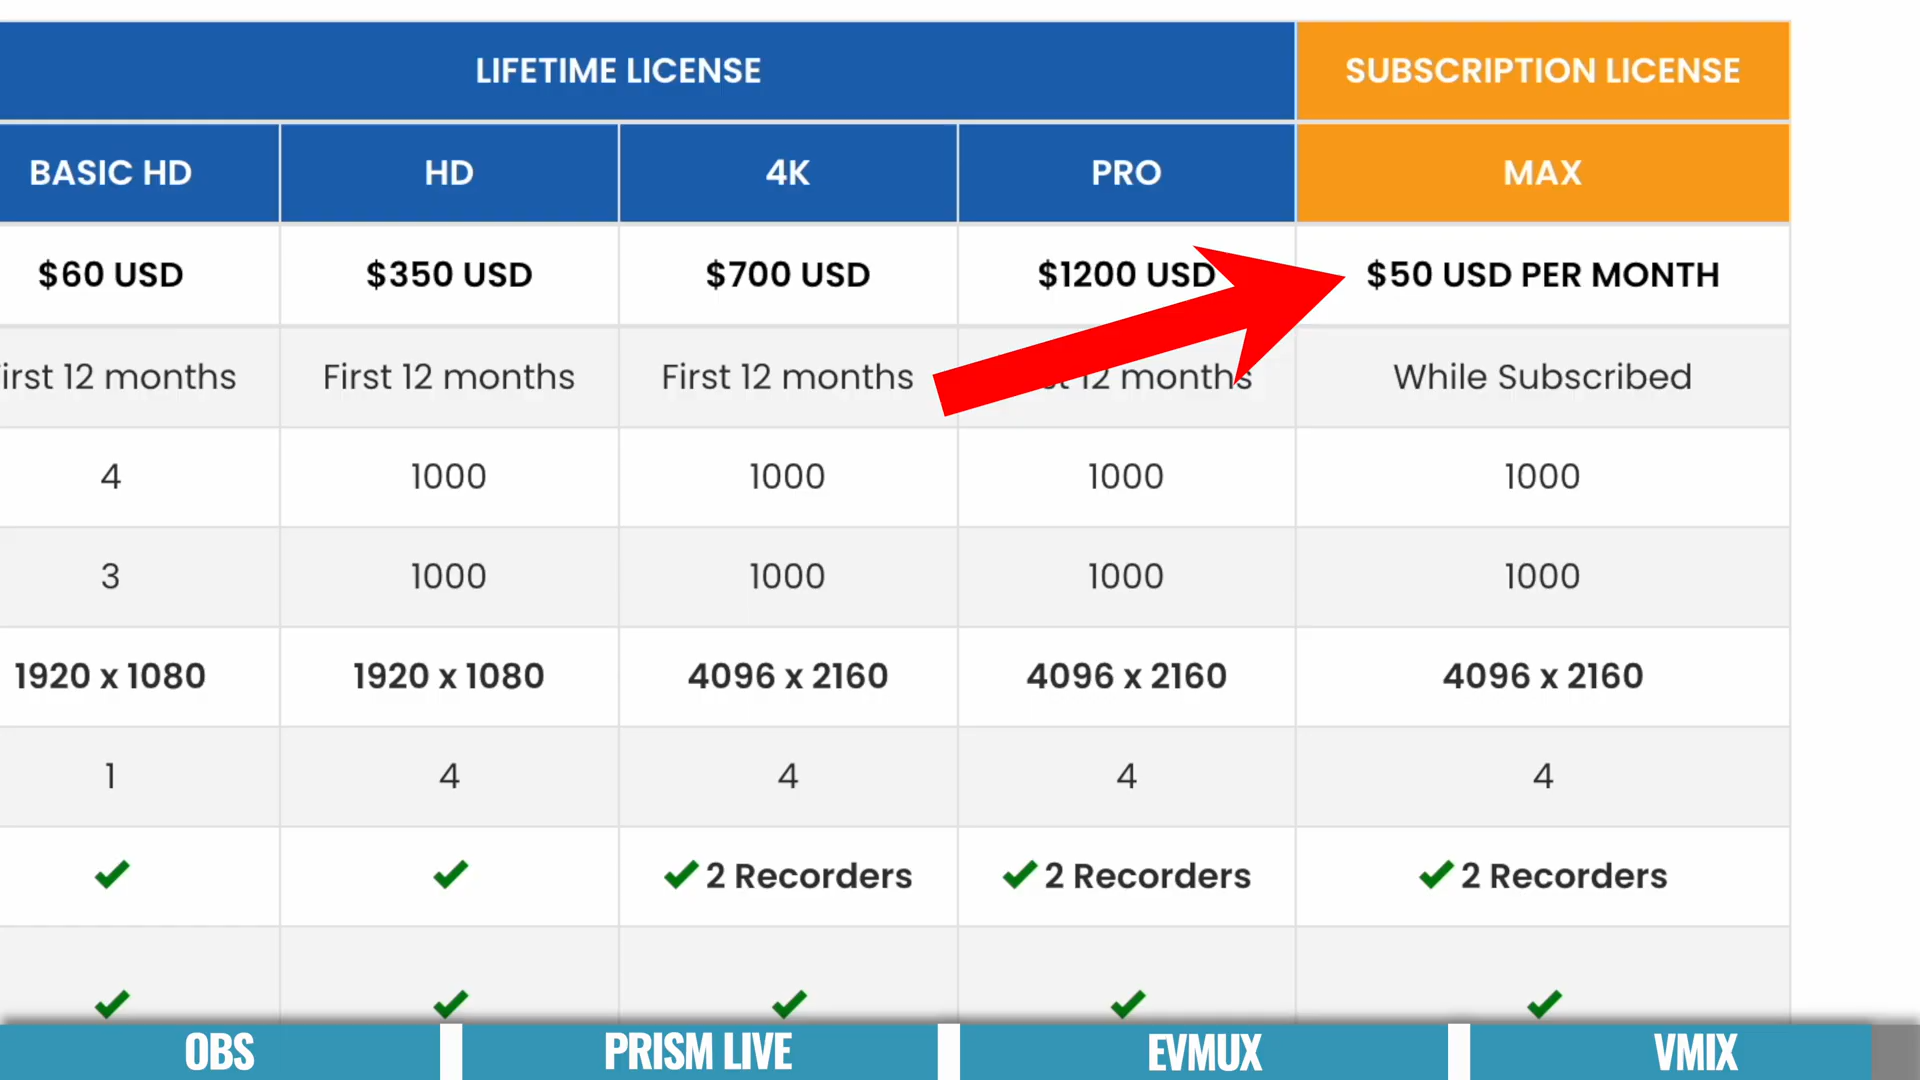 LIFETIME LICENSE SUBSCRIPTION LICENSE
BASIC HD HD 4K PRO MAX
$60 USD $350 USD $700 USD $1200 USD $50 USD PER MONTH
12 months First 12 months First 12 months 12 months While Subscribed
4 1000 1000 1000 1000
3 1000 1000 1000 1000
1920 x 1080 1920 x 1080 4096 x 2160 4096 x 2160 4096 x 2160
1 4 4 4 4
2 Recorders 2 Recorders 2 Recorders
OBS PRISM LIVE EVMUX VMIX